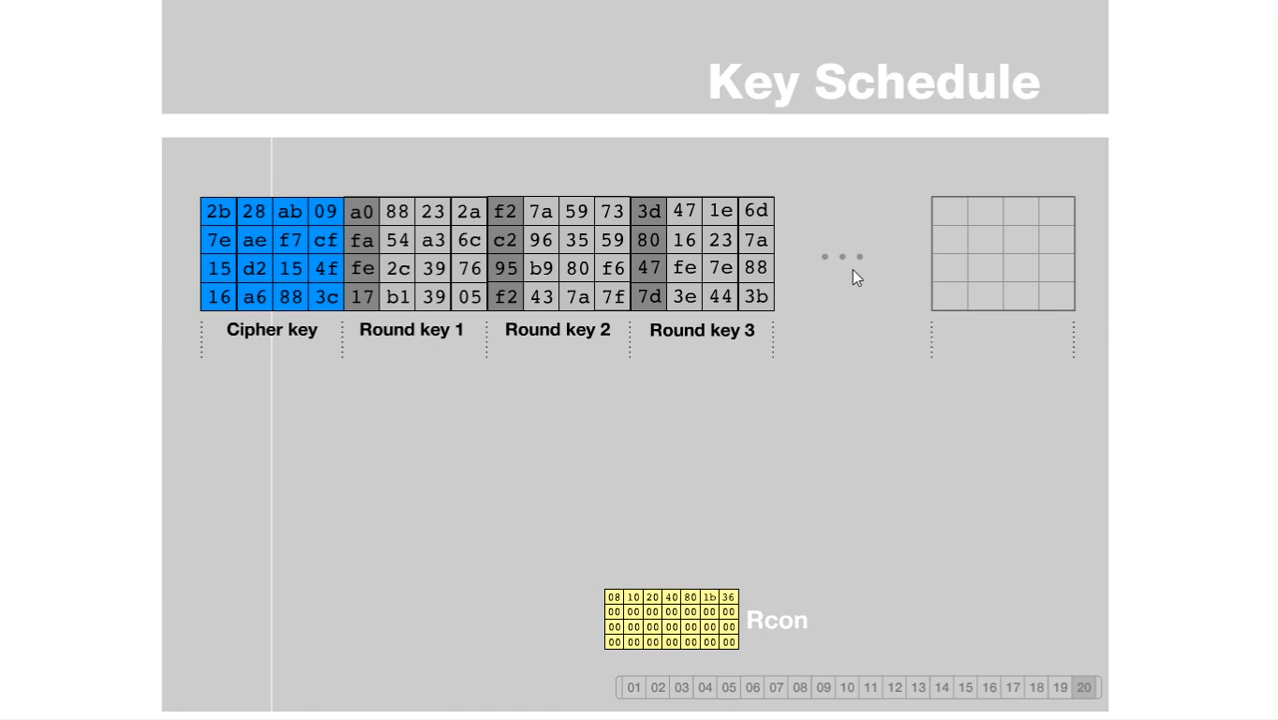 Key Schedule
2b 28 ab 09 a0 88 23 2a f2 7a 59 73 3d 47 1e 6d
7e ae f7 cf fa 54 a3 6c c2 96 35 59 80 16 23 7a
15 d2 15 4f fe 2c 39 76 95 b9 80 f6 47 fe 7e 88
16 a6 88 3c 17 b1 39 05 f2 43 7a 7f 7d 3e 44 3b
Cipher key Round key 1 Round key 2 Round key 3
08 10 20 40 80 1b 36
00 00 00 00 00 00 00
00 00 00 00 00 00 00
00 00 00 00 00 00 00
Rcon
01 02 03 04 05 06 07 08 09 10 11 12 13 14 15 16 17 18 19 20